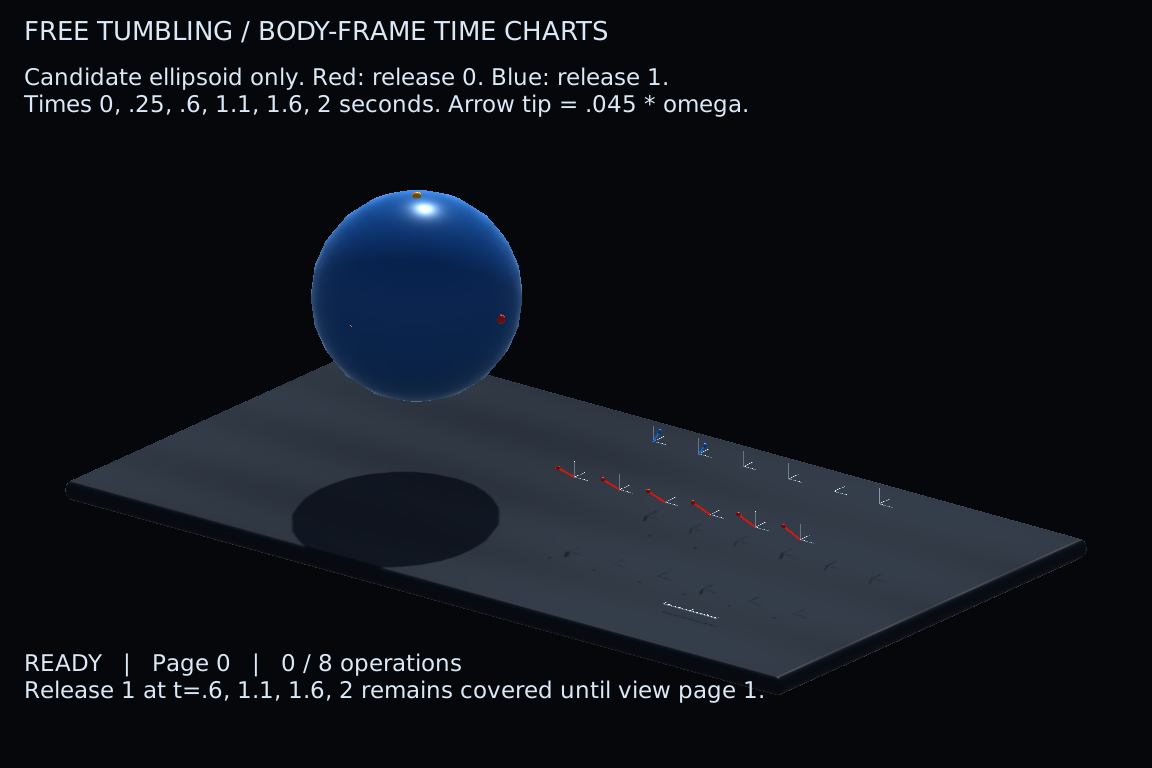 FREE TUMBLING / BODY-FRAME TIME CHARTS
Candidate ellipsoid only. Red: release 0. Blue: release 1.
Times 0, .25, .6, 1.1, 1.6, 2 seconds. Arrow tip = .045 * omega.
READY | Page 0 | 0 / 8 operations
Release 1 at t=.6, 1.1, 1.6, 2 remains covered until view page 1.